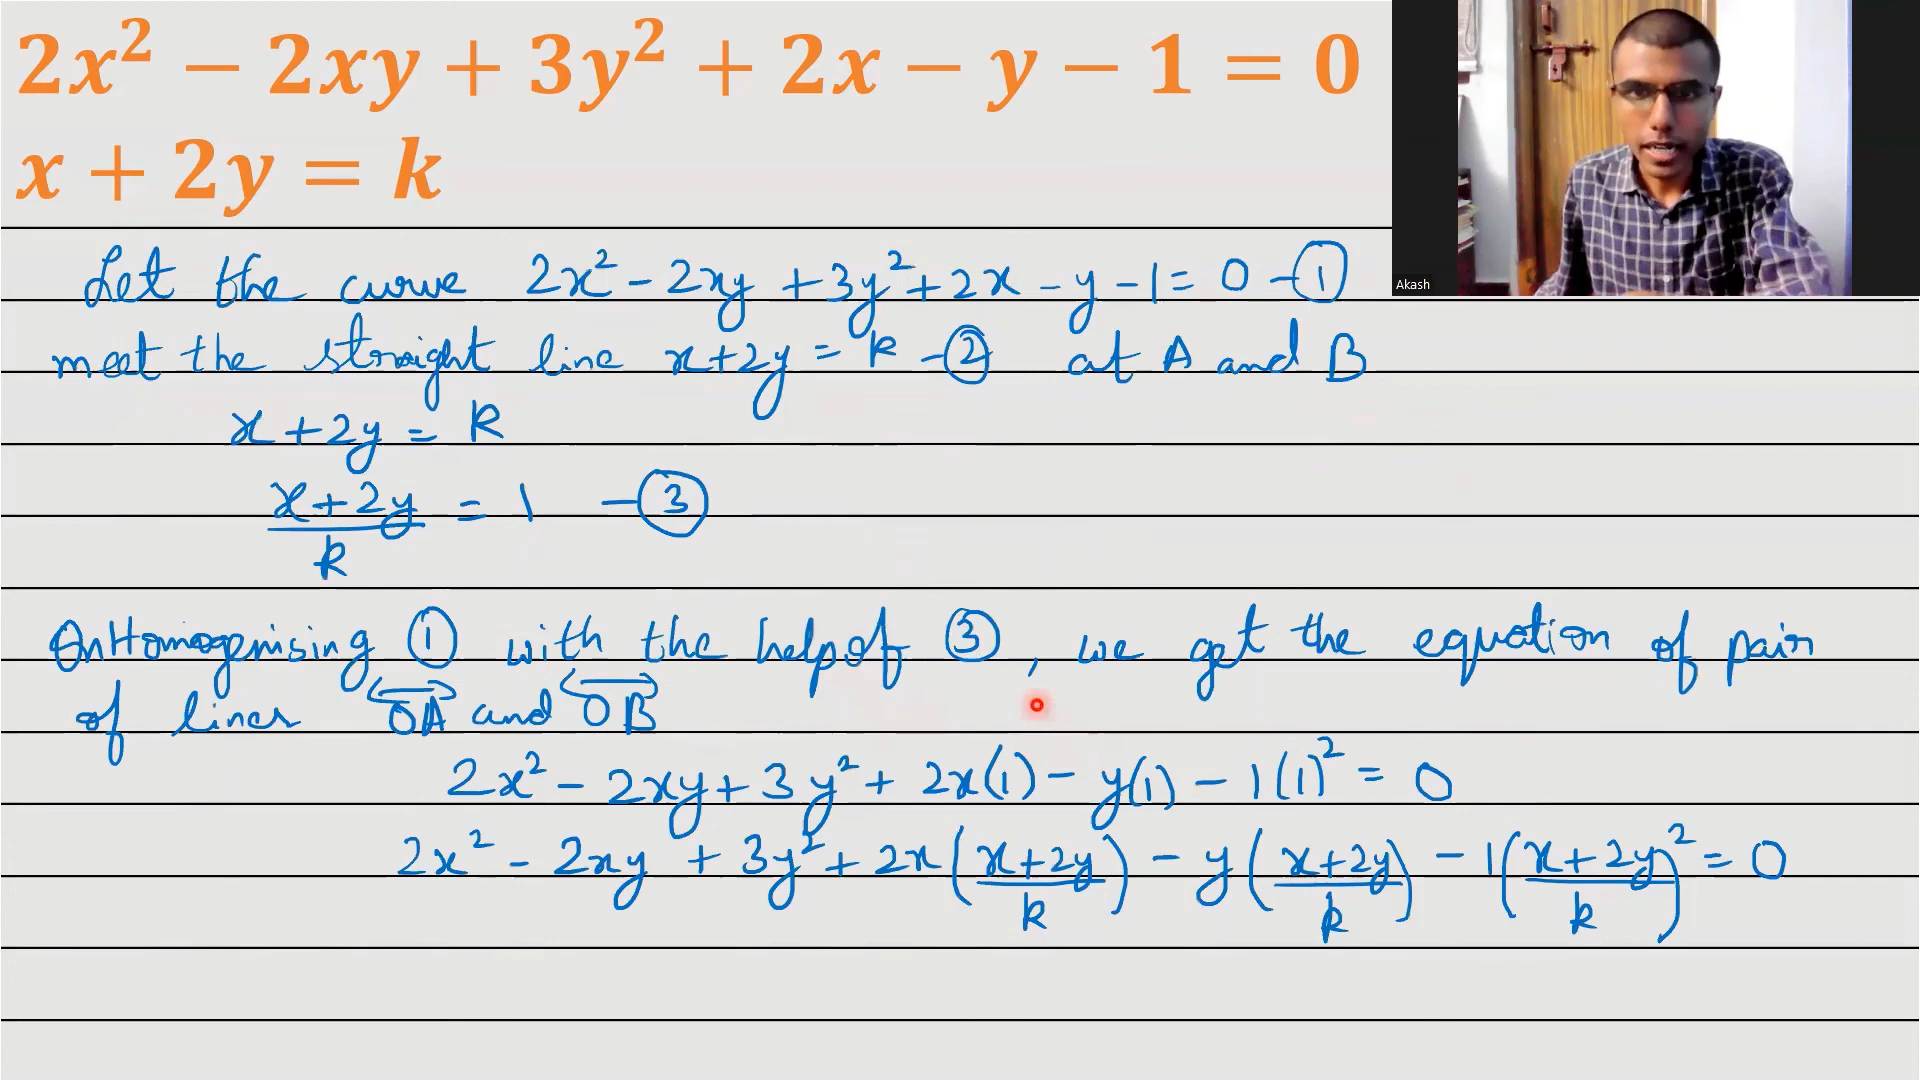 2x² − 2xy + 3y² + 2x − y − 1 = 0
x + 2y = k
Akash
Let the curve 2x² - 2xy + 3y² + 2x - y - 1 = 0 - ①
meet the straight line x+2y = k - ② at A and B
x + 2y = k
(x+2y)/k = 1 - ③
On Homogenising ① with the help of ③, we get the equation of pair
of lines OA and OB
2x² - 2xy + 3y² + 2x(1) - y(1) - 1(1)² = 0
2x² - 2xy + 3y² + 2x((x+2y)/k) - y((x+2y)/k) - 1((x+2y)/k)² = 0